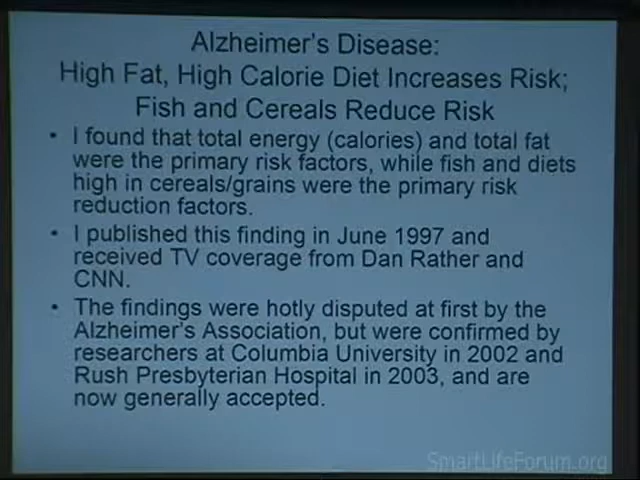 Alzheimer's Disease:
High Fat, High Calorie Diet Increases Risk;
Fish and Cereals Reduce Risk
• I found that total energy (calories) and total fat
were the primary risk factors, while fish and diets
high in cereals/grains were the primary risk
reduction factors.
• I published this finding in June 1997 and
received TV coverage from Dan Rather and
CNN.
• The findings were hotly disputed at first by the
Alzheimer's Association, but were confirmed by
researchers at Columbia University in 2002 and
Rush Presbyterian Hospital in 2003, and are
now generally accepted.
SmartLifeForum.org